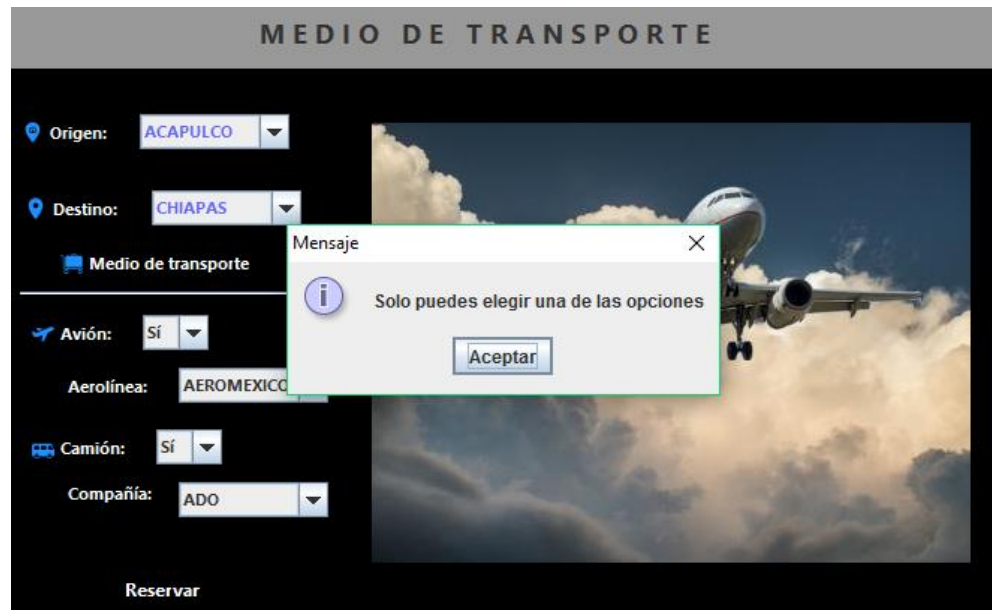 MEDIO DE TRANSPORTE
Origen: ACAPULCO
Destino: CHIAPAS
Medio de transporte
Mensaje
Solo puedes elegir una de las opciones
Aceptar
Avión: Sí
Aerolínea: AEROMEXICO
Camión: Sí
Compañía: ADO
Reservar